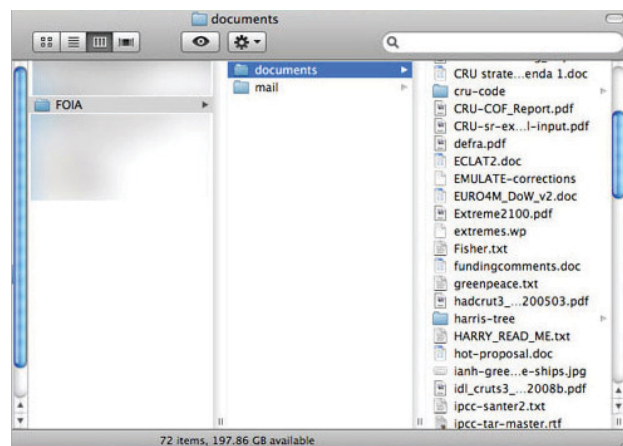 documents
FOIA
documents
mail
CRU strate...enda 1.doc
cru-code
CRU-COF_Report.pdf
CRU-sr-ex...l-input.pdf
defra.pdf
ECLAT2.doc
EMULATE-corrections
EURO4M_DoW_v2.doc
Extreme2100.pdf
extremes.wp
Fisher.txt
fundingcomments.doc
greenpeace.txt
hadcrut3_...200503.pdf
harris-tree
HARRY_READ_ME.txt
hot-proposal.doc
ianh-gree...e-ships.jpg
idl_cruts3_...2008b.pdf
ipcc-santer2.txt
ipcc-tar-master.rtf
72 items, 197.86 GB available